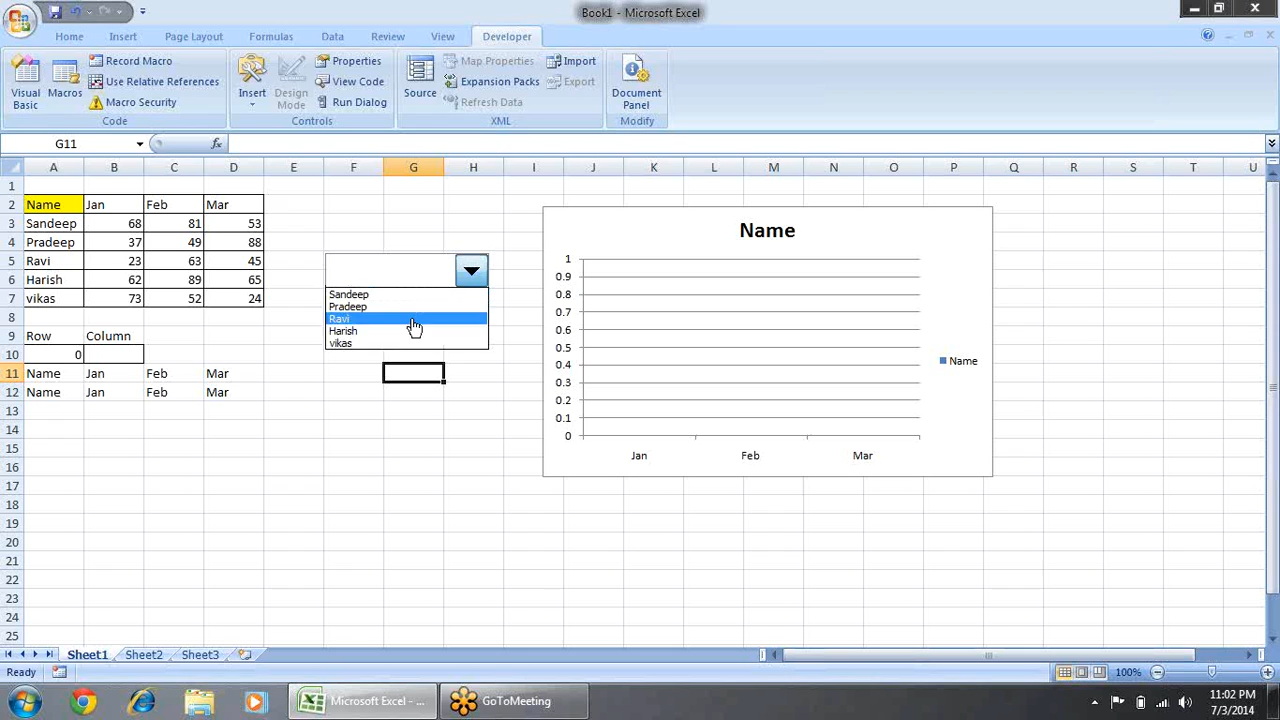 Book1 - Microsoft Excel
Home Insert Page Layout Formulas Data Review View Developer
Visual Basic
Macros
Record Macro
Use Relative References
Macro Security
Code
Insert
Design Mode
Properties
View Code
Run Dialog
Controls
Source
Map Properties
Expansion Packs
Refresh Data
Import
Export
XML
Document Panel
Modify
G11
fx
A B C D E F G H I J K L M N O P Q R S T U
1
2 Name Jan Feb Mar
3 Sandeep 68 81 53
4 Pradeep 37 49 88
5 Ravi 23 63 45
6 Harish 62 89 65
7 vikas 73 52 24
8
9 Row Column
10 0
11 Name Jan Feb Mar
12 Name Jan Feb Mar
13
14
15
16
17
18
19
20
21
22
23
24
25
Sandeep
Pradeep
Ravi
Harish
vikas
Name
1
0.9
0.8
0.7
0.6
0.5
0.4
0.3
0.2
0.1
0
Jan Feb Mar
Name
Sheet1 Sheet2 Sheet3
Ready
100%
Microsoft Excel - ...
GoToMeeting
11:02 PM
7/3/2014